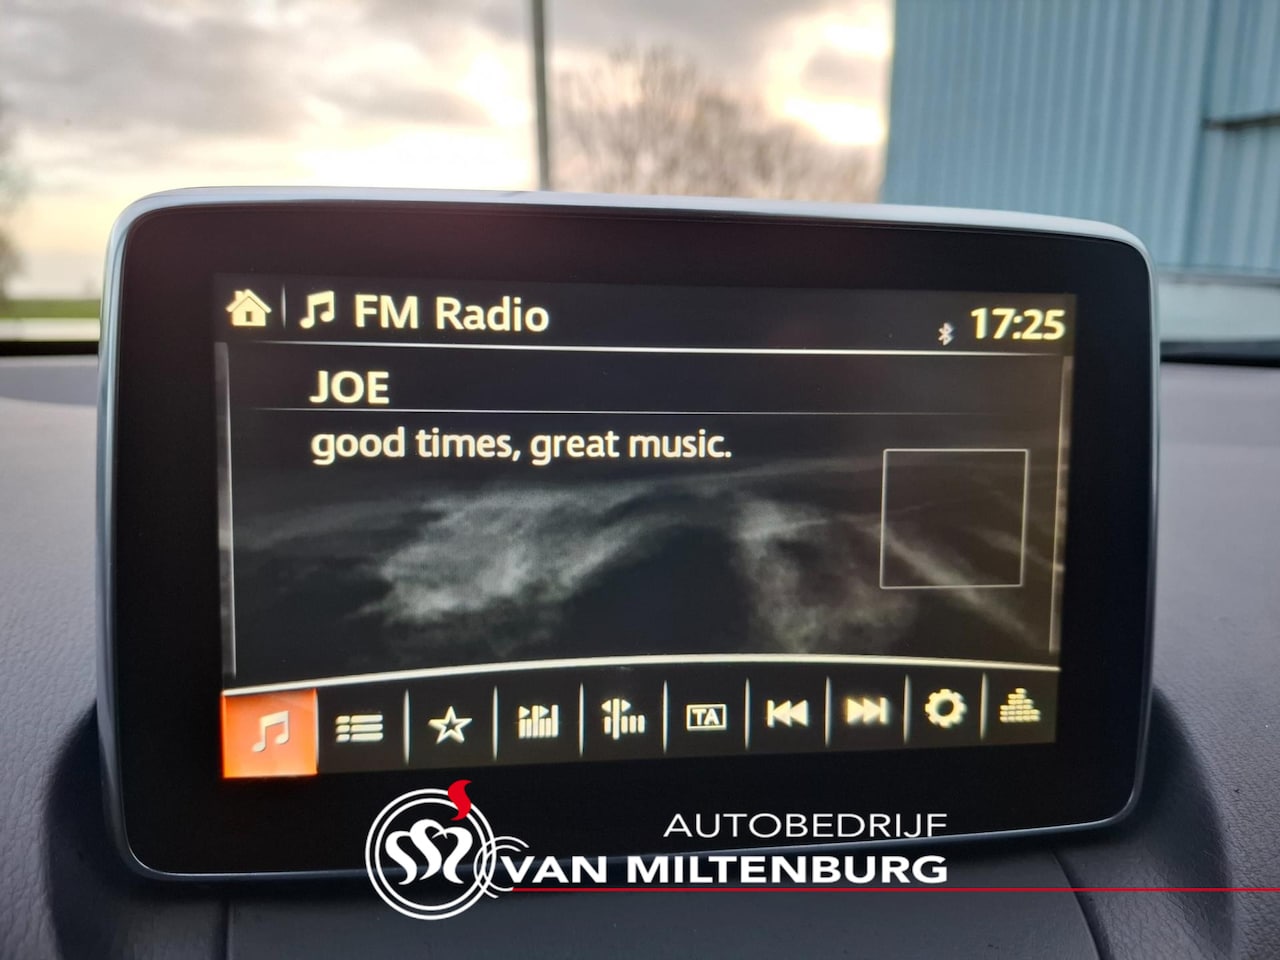 FM Radio
17:25
JOE
good times, great music.
TA
AUTOBEDRIJF
VAN MILTENBURG